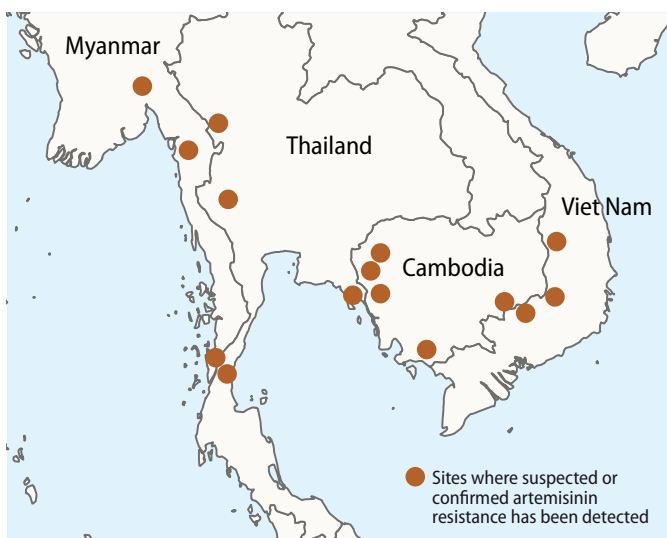 Myanmar
Thailand
Viet Nam
Cambodia
Sites where suspected or
confirmed artemisinin
resistance has been detected